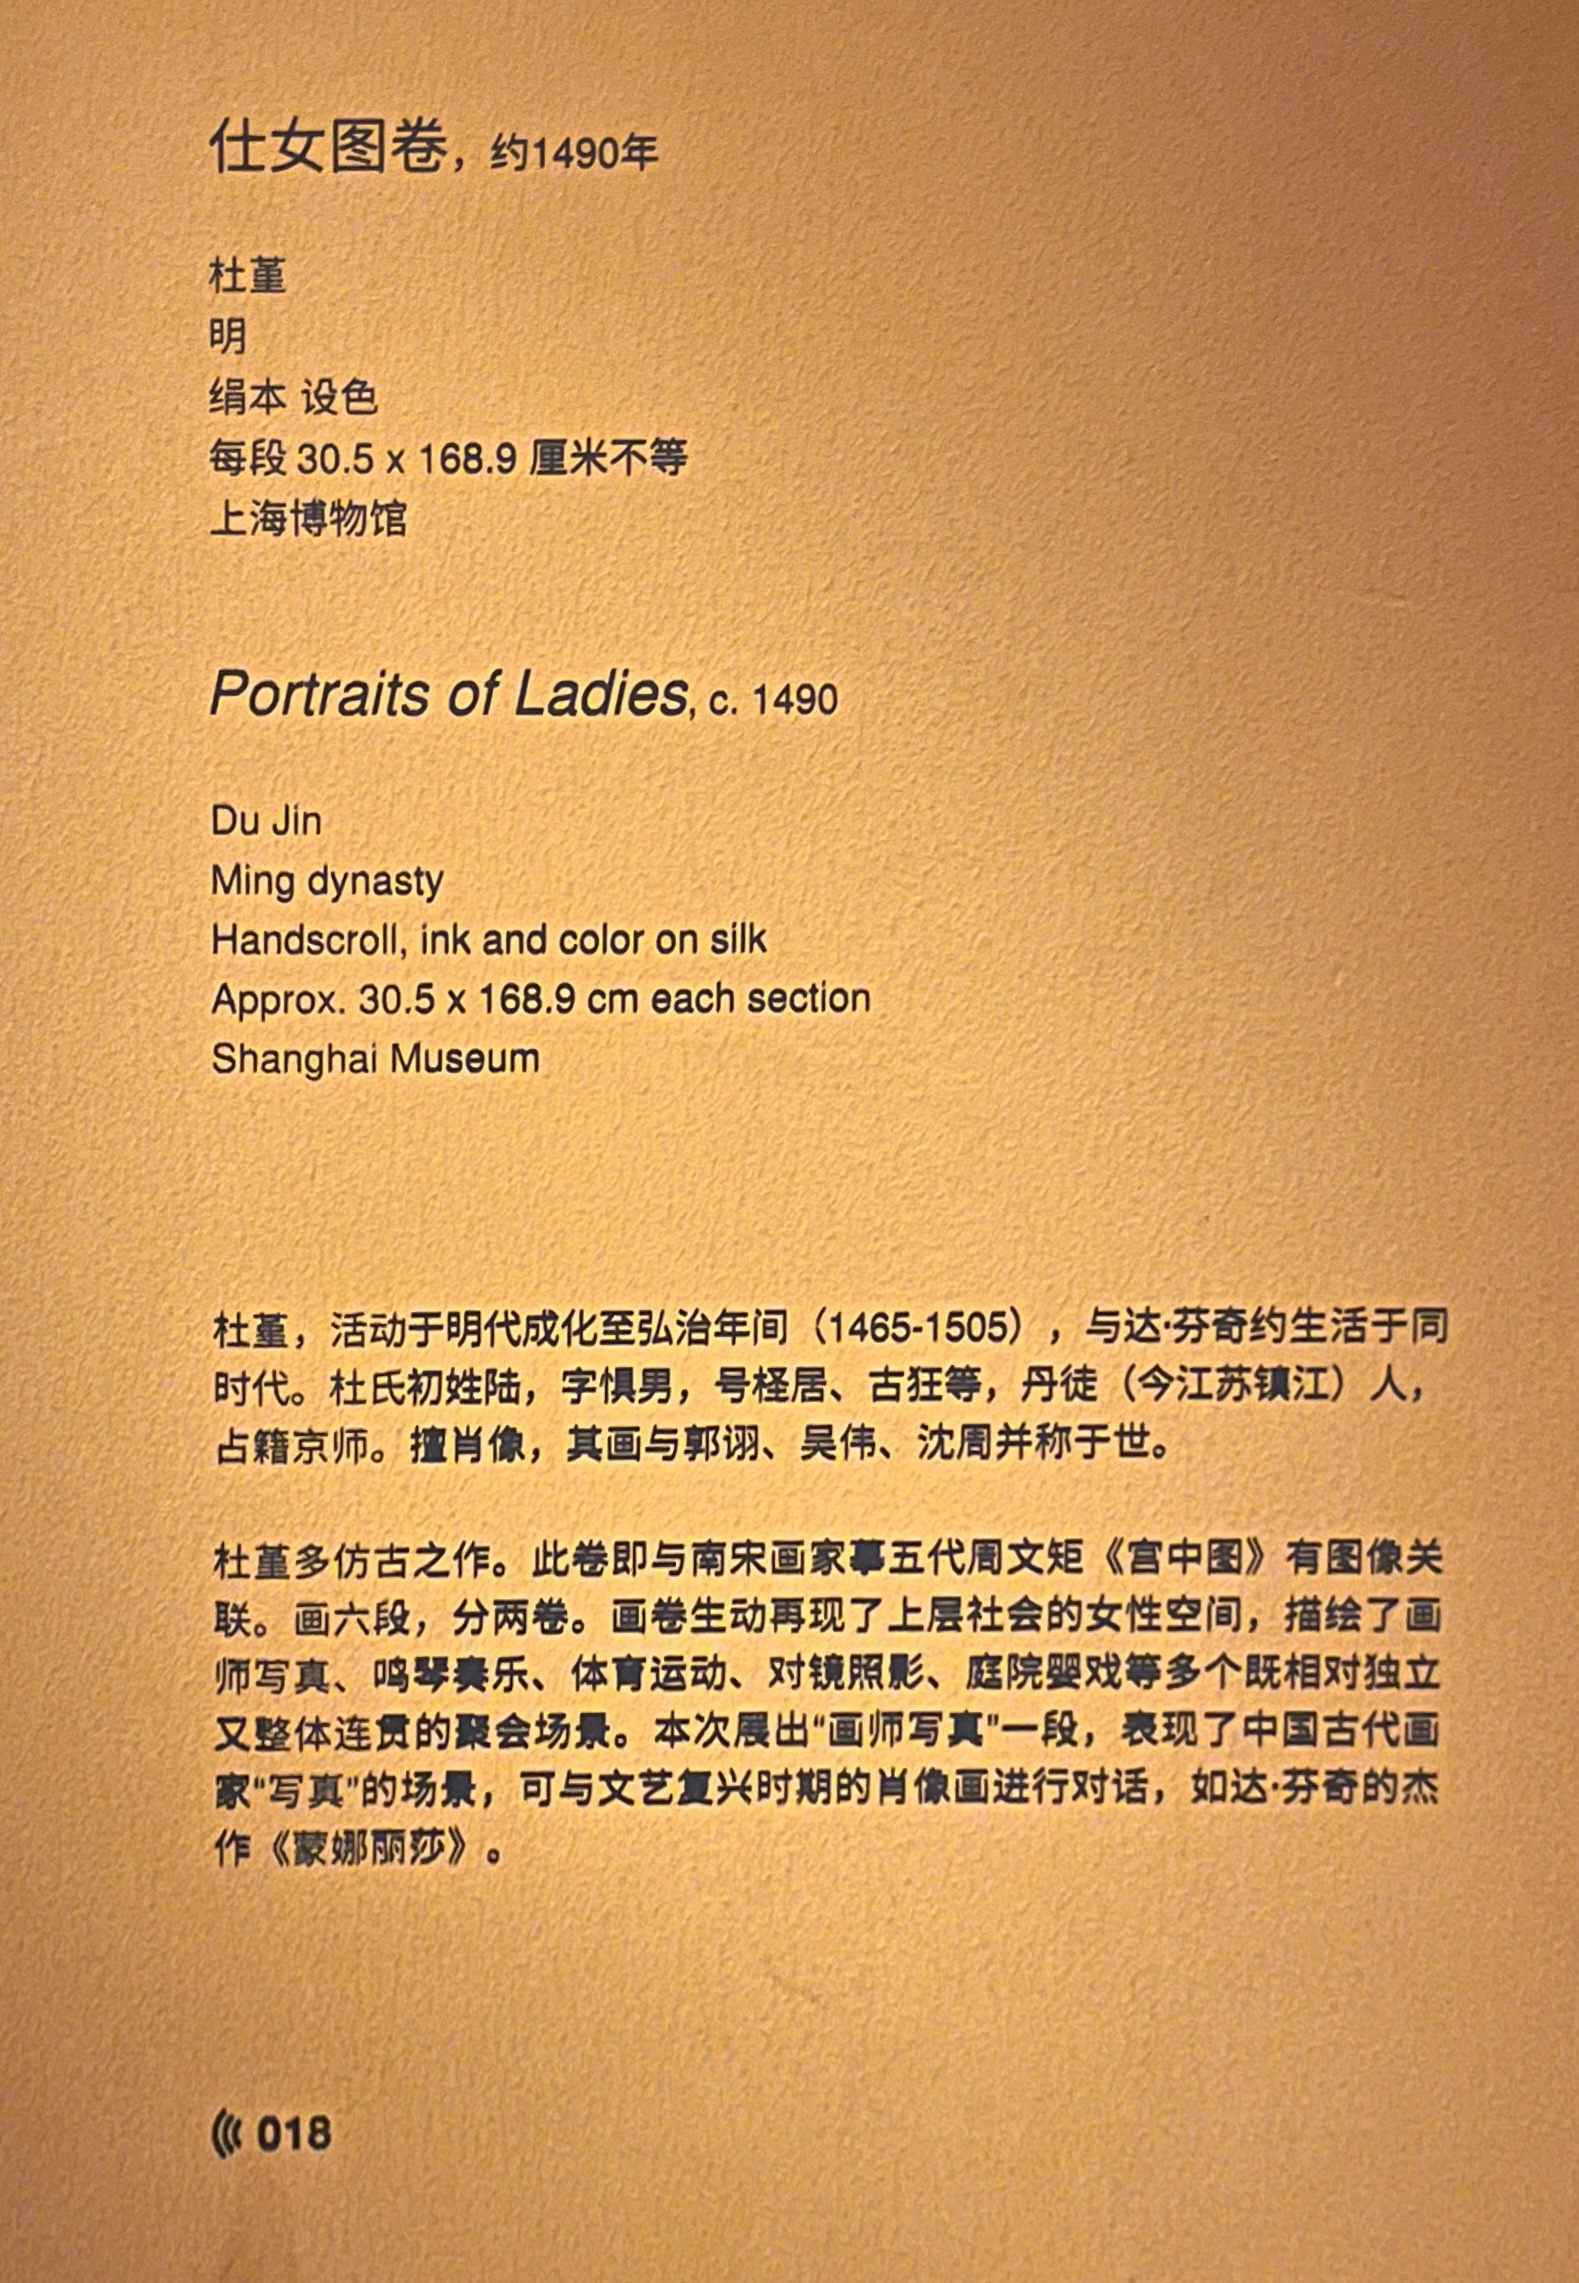 仕女图卷，约1490年
杜堇
明
绢本 设色
每段 30.5 x 168.9 厘米不等
上海博物馆
Portraits of Ladies, c. 1490
Du Jin
Ming dynasty
Handscroll, ink and color on silk
Approx. 30.5 x 168.9 cm each section
Shanghai Museum
杜堇，活动于明代成化至弘治年间（1465-1505），与达·芬奇约生活于同
时代。杜氏初姓陆，字惧男，号柽居、古狂等，丹徒（今江苏镇江）人，
占籍京师。擅肖像，其画与郭诩、吴伟、沈周并称于世。
杜堇多仿古之作。此卷即与南宋画家摹五代周文矩《宫中图》有图像关
联。画六段，分两卷。画卷生动再现了上层社会的女性空间，描绘了画
师写真、鸣琴奏乐、体育运动、对镜照影、庭院婴戏等多个既相对独立
又整体连贯的聚会场景。本次展出“画师写真”一段，表现了中国古代画
家“写真”的场景，可与文艺复兴时期的肖像画进行对话，如达·芬奇的杰
作《蒙娜丽莎》。
018